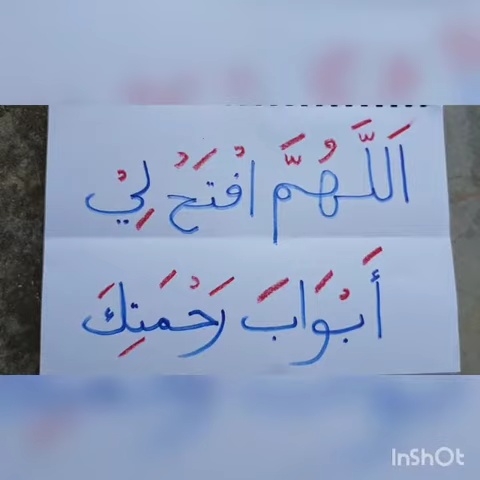 اَللَّهُمَّ افْتَحْ لِيْ
أَبْوَابَ رَحْمَتِكَ
InShOt